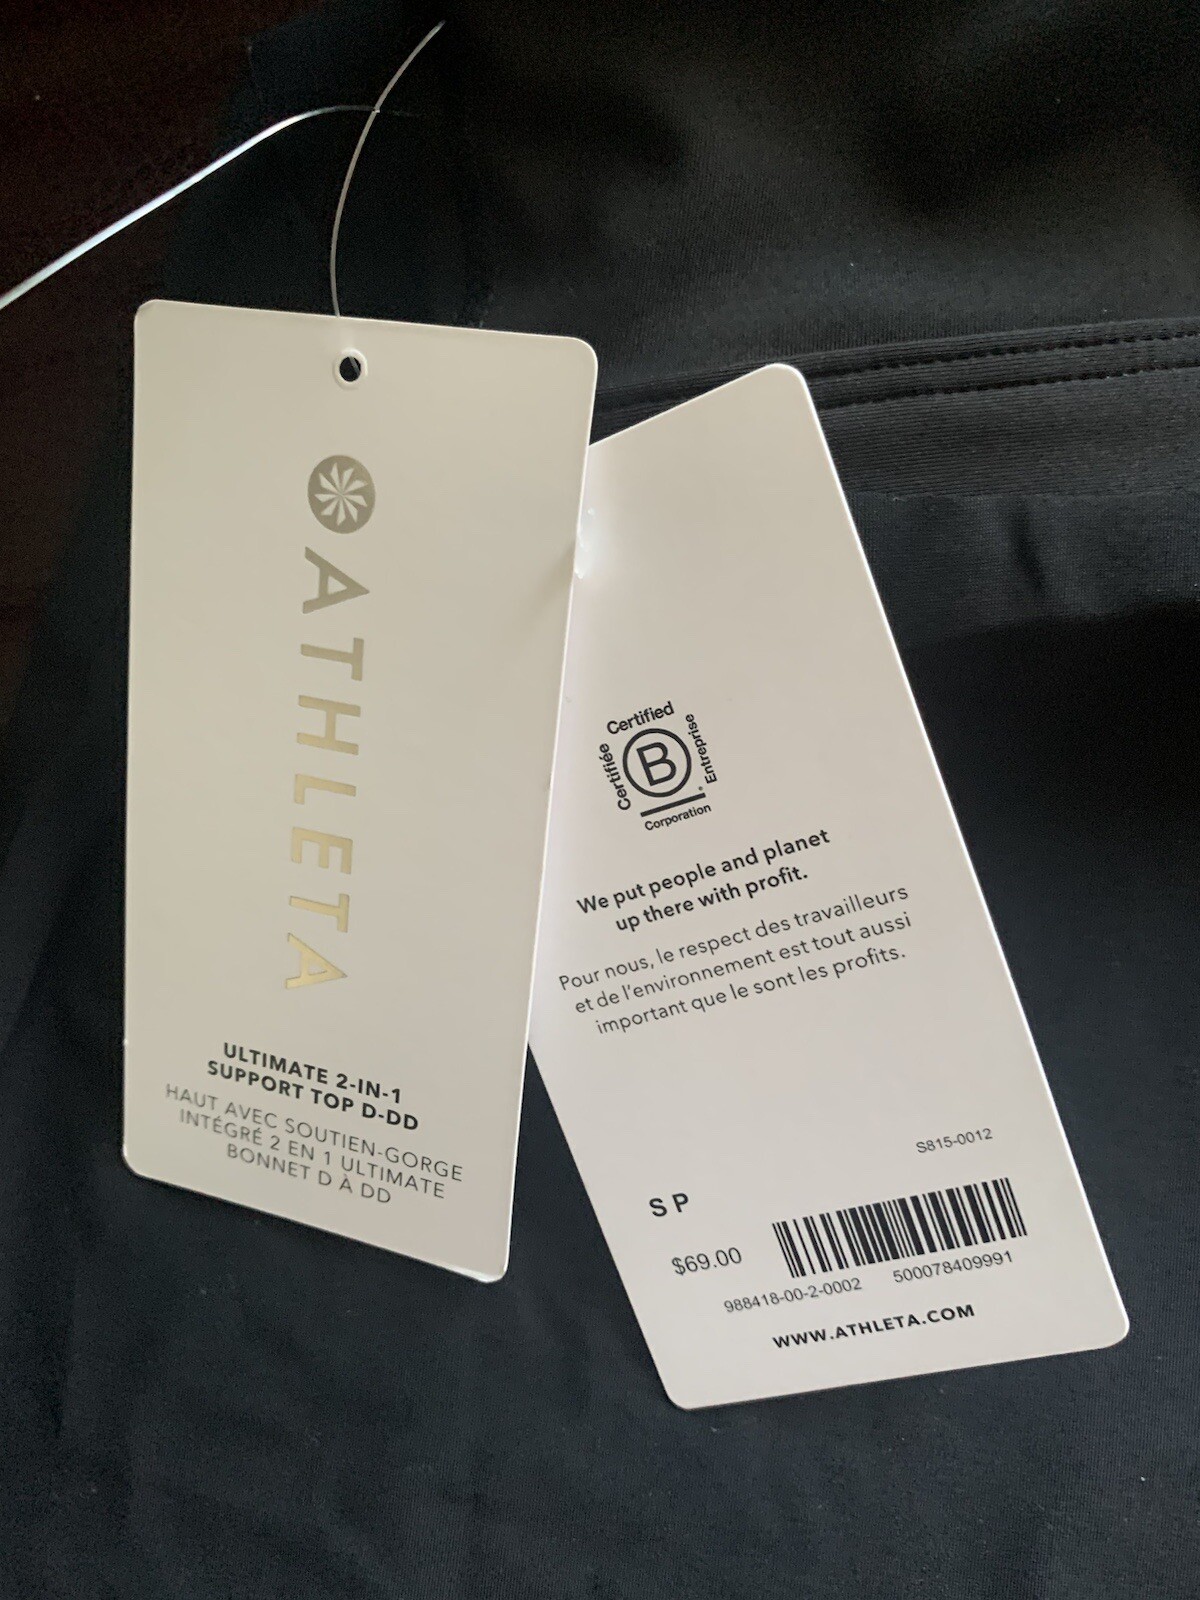 ATHLETA
ULTIMATE 2-IN-1
SUPPORT TOP D-DD
HAUT AVEC SOUTIEN-GORGE
INTÉGRÉ 2 EN 1 ULTIMATE
BONNET D À DD
Certified
Certifiée
B
Entreprise
Corporation
We put people and planet
up there with profit.
Pour nous, le respect des travailleurs
et de l'environnement est tout aussi
important que le sont les profits.
S815-0012
S P
$69.00
988418-00-2-0002 500078409991
WWW.ATHLETA.COM